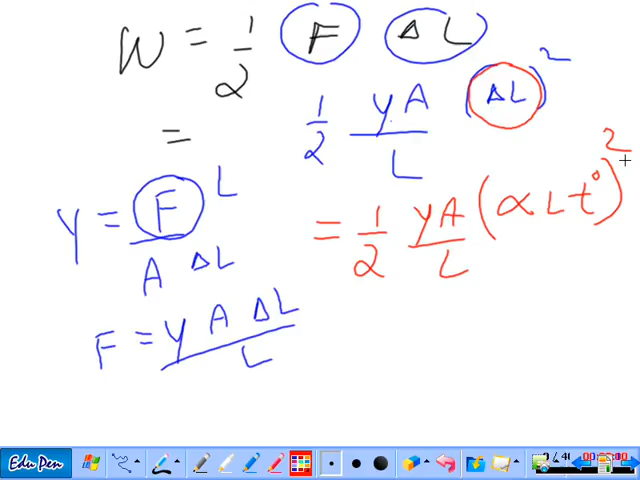 W = 1/2 F ΔL
= 1/2 YA/L (ΔL)²
= 1/2 YA/L (α L t°)²
Y = F L / A ΔL
F = Y A ΔL / L
Edu Pen